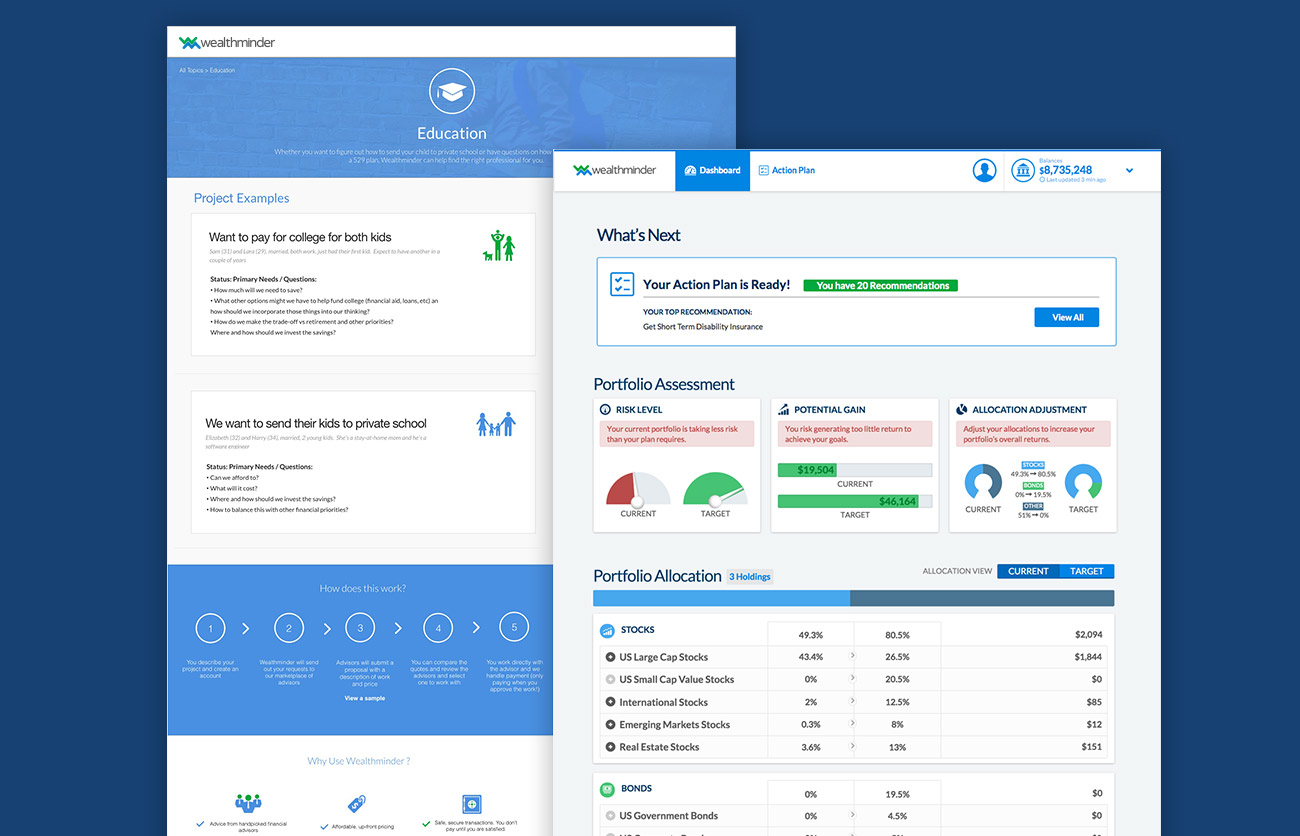 wealthminder
All Topics > Education
Education
Whether you want to figure out how to send your child to private school or have questions on how
a 529 plan, Wealthminder can help find the right professional for you.
Project Examples
Want to pay for college for both kids
Sam (31) and Lara (29), married, both work, just had their first kid. Expect to have another in a
couple of years
Status: Primary Needs / Questions:
• How much will we need to save?
• What other options might we have to help fund college (financial aid, loans, etc) an
how should we incorporate those things into our thinking?
• How do we make the trade-off vs retirement and other priorities?
Where and how should we invest the savings?
We want to send their kids to private school
Elizabeth (32) and Harry (34), married, 2 young kids. She's a stay-at-home mom and he's a
software engineer
Status: Primary Needs / Questions:
• Can we afford to?
• What will it cost?
• Where and how should we invest the savings?
• How to balance this with other financial priorities?
How does this work?
1 2 3 4 5
You describe your
project and create an
account
Wealthminder will send
out your requests to
our marketplace of
advisors
Advisors will submit a
proposal with a
description of work
and price
View a sample
You can compare the
quotes and review the
advisors and select
one to work with
You work directly with
the advisor and we
handle payment (only
paying when you
approve the work!)
Why Use Wealthminder ?
Advice from handpicked financial
advisors
Affordable, up-front pricing
Safe, secure transactions. You don't
pay until you are satisfied.
wealthminder
Dashboard
Action Plan
Balances
$8,735,248
Last updated 3 min ago
What's Next
Your Action Plan is Ready! You have 20 Recommendations
YOUR TOP RECOMMENDATION:
Get Short Term Disability Insurance
View All
Portfolio Assessment
RISK LEVEL
Your current portfolio is taking less risk
than your plan requires.
CURRENT TARGET
POTENTIAL GAIN
You risk generating too little return to
achieve your goals.
$19,504
CURRENT
$46,164
TARGET
ALLOCATION ADJUSTMENT
Adjust your allocations to increase your
portfolio's overall returns.
STOCKS
49.3% → 80.5%
BONDS
0% → 19.5%
OTHER
51% → 0%
CURRENT TARGET
Portfolio Allocation 3 Holdings
ALLOCATION VIEW CURRENT TARGET
STOCKS 49.3% 80.5% $2,094
US Large Cap Stocks 43.4% 26.5% $1,844
US Small Cap Value Stocks 0% 20.5% $0
International Stocks 2% 12.5% $85
Emerging Markets Stocks 0.3% 8% $12
Real Estate Stocks 3.6% 13% $151
BONDS 0% 19.5% $0
US Government Bonds 0% 4.5% $0